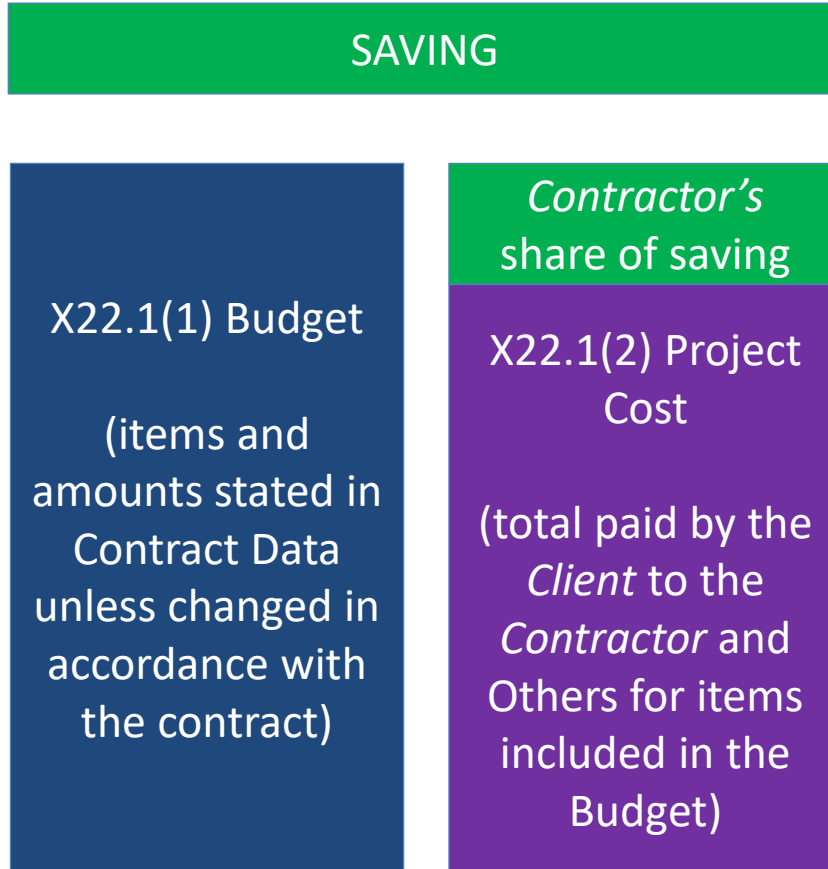 SAVING
X22.1(1) Budget
(items and
amounts stated in
Contract Data
unless changed in
accordance with
the contract)
Contractor's
share of saving
X22.1(2) Project
Cost
(total paid by the
Client to the
Contractor and
Others for items
included in the
Budget)